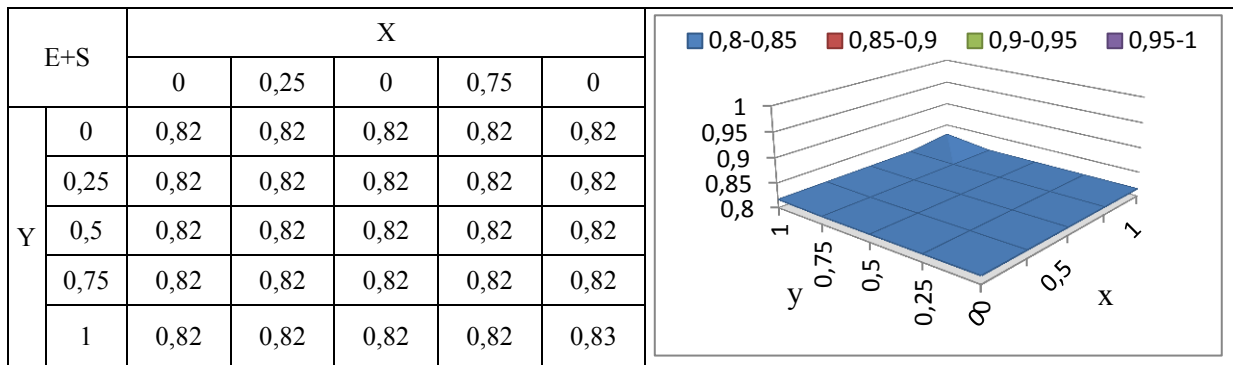 E+S X
0 0,25 0 0,75 0
0 0,82 0,82 0,82 0,82 0,82
0,25 0,82 0,82 0,82 0,82 0,82
Y 0,5 0,82 0,82 0,82 0,82 0,82
0,75 0,82 0,82 0,82 0,82 0,82
1 0,82 0,82 0,82 0,82 0,83
0,8-0,85 0,85-0,9 0,9-0,95 0,95-1
1
0,95
0,9
0,85
0,8
1 0,75 0,5 0,25 0
y
0 0,5 1
x